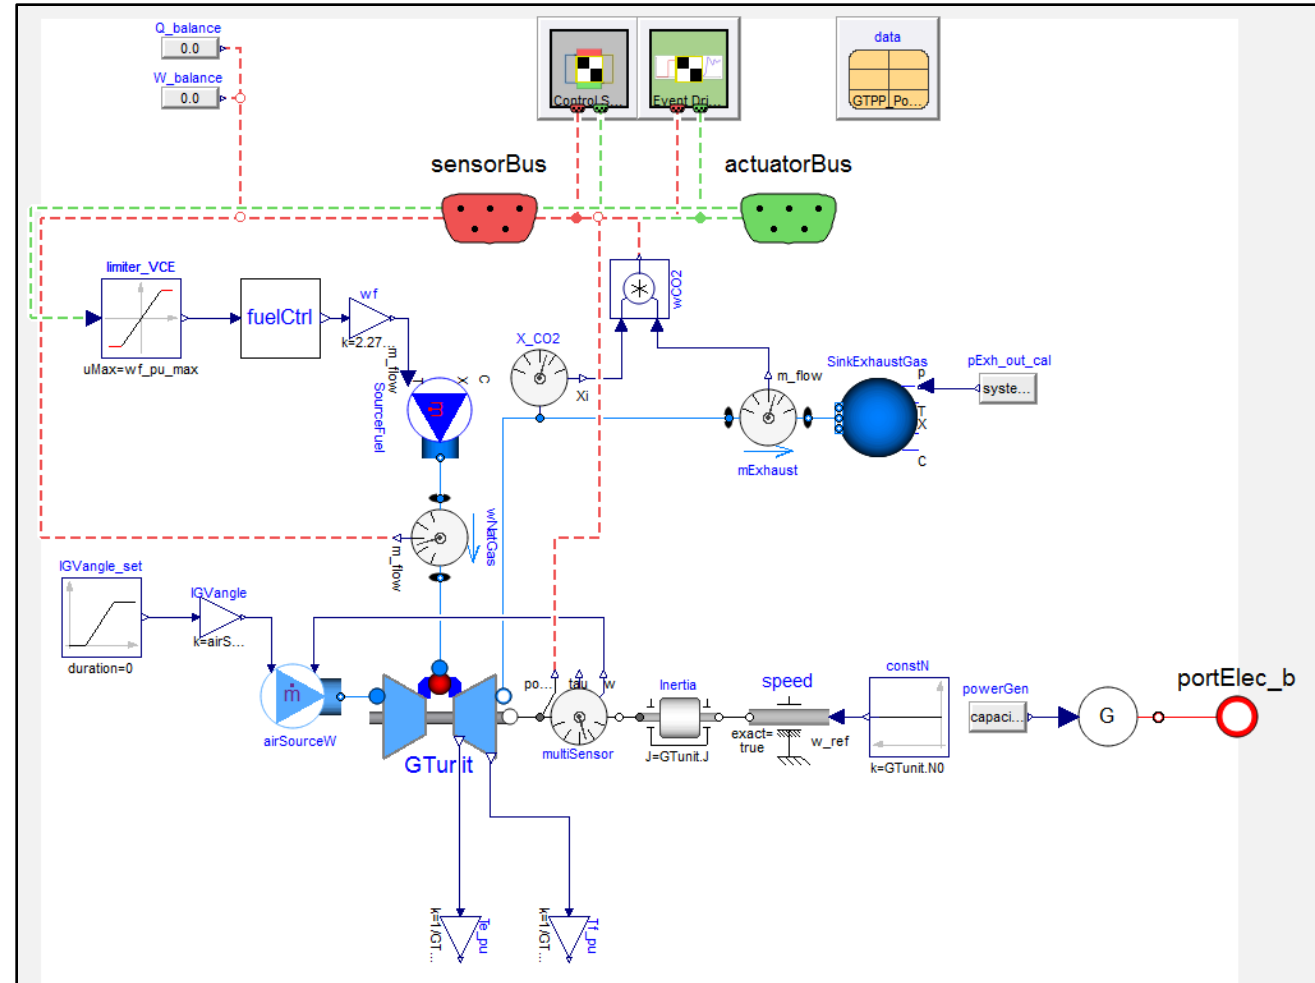 Q_balance
0.0
W_balance
0.0
Control S...
Event Dri...
data
GTPP_Po...
sensorBus
actuatorBus
limiter_VCE
uMax=wf_pu_max
fuelCtrl
wf
k=2.27...
m_flow
T
X
C
SourceFuel
ṁ
X_CO2
Xi
wCO2
m_flow
mExhaust
SinkExhaustGas
p
T
X
C
pExh_out_cal
syste...
wNatGas
m_flow
IGVangle_set
duration=0
IGVangle
k=airS...
ṁ
airSourceW
GTunit
po...
tau
w
multiSensor
Inertia
J=GTunit.J
speed
exact=
true
w_ref
constN
k=GTunit.N0
powerGen
capaci...
G
portElec_b
k=1/GT...
Te_pu
k=1/GT...
Tf_pu